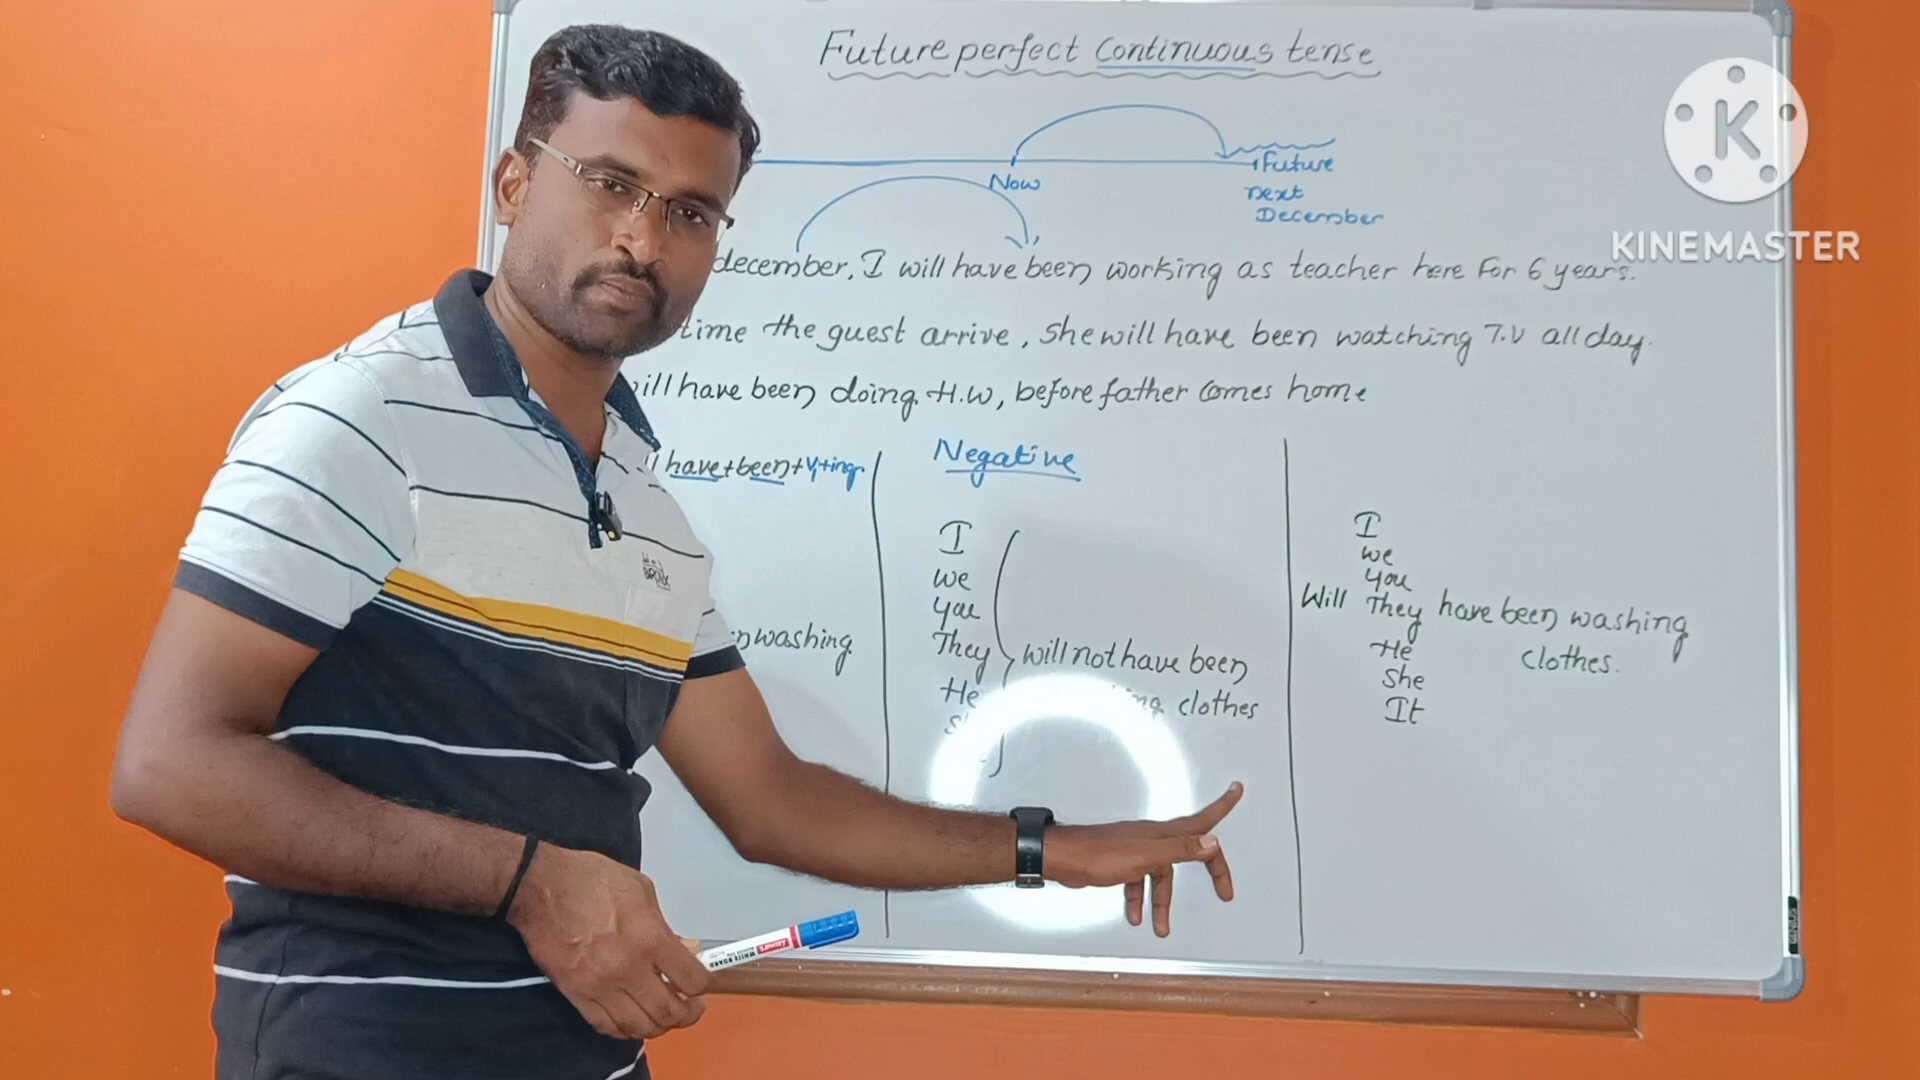 Future perfect continuous tense
K
KINEMASTER
Now
Future
next
December
december, I will have been working as teacher here for 6 years.
time the guest arrive, She will have been watching T.V all day.
will have been doing H.W, before father comes home
have+been+V1+ing
washing
Negative
I
we
you
They
He
will not have been
clothes
I
we
you
Will They have been washing
He
clothes.
She
It
WHITE BOARD